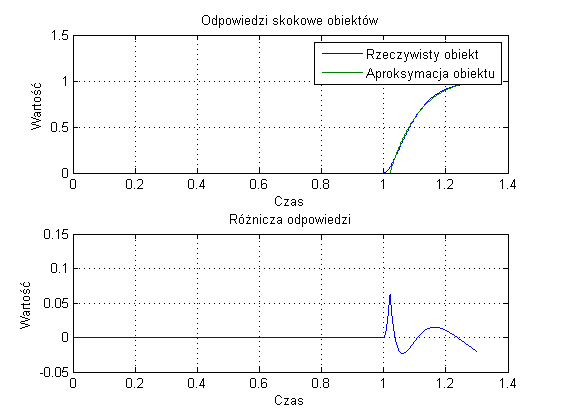 Odpowiedzi skokowe obiektów
1.5
1
0.5
0
Wartość
Rzeczywisty obiekt
Aproksymacja obiektu
0 0.2 0.4 0.6 0.8 1 1.2 1.4
Czas
Różnicza odpowiedzi
0.15
0.1
0.05
0
-0.05
Wartość
0 0.2 0.4 0.6 0.8 1 1.2 1.4
Czas